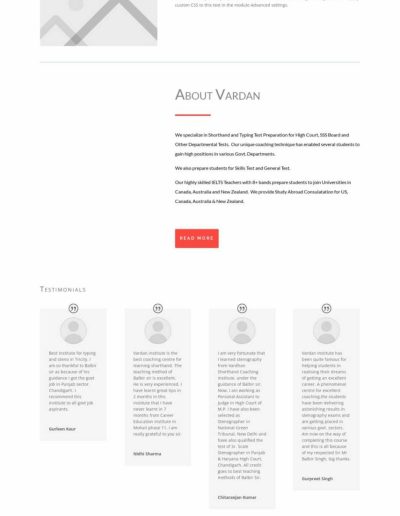 custom CSS to this text in the module advanced settings.
About Vardan
We specialize in Shorthand and Typing Test Preparation for High Court, SSS Board and
Other Departmental Tests. Our unique coaching technique has enabled several students to
gain high positions in various Govt. Departments.
We also prepare students for Skills Test and General Test.
Our highly skilled IELTS Teachers with 8+ bands prepare students to join Universities in
Canada, Australia and New Zealand. We provide Study Abroad Consulatation for US,
Canada, Australia & New Zealand.
READ MORE
Testimonials
Best institute for typing
and steno in Tricity. I
am so thankful to Balbir
sir as because of his
guidance i got the govt
job in Punjab sector
Chandigarh. I
recommend this
institute to all govt job
aspirants.
Gurleen Kaur
Vardan Institute is the
best coaching centre for
learning shorthand. The
teaching method of
Balbir sir is excellent.
He is very experienced. I
have learnt good tips in
2 months in this
institute that I have
never learnt in 7
months from Career
Education Institute in
Mohali phase 11. I am
really grateful to you sir.
Nidhi Sharma
I am very fortunate that
I learned stenography
from Vardhan
Shorthand Coaching
Institute, under the
guidance of Balbir sir.
Now, I am working as
Personal Assistant to
Judge in High Court of
M.P. I have also been
selected as
Stenographer in
National Green
Tribunal, New Delhi and
have also qualified the
test of Sr. Scale
Stenographer in Punjab
& Haryana High Court,
Chandigarh. All credit
goes to best teaching
methods of Balbir Sir.
Chitaranjan Kumar
Vardan Institute has
been quite famous for
helping students in
realising their dreams
of getting an excellent
career. A phenomenal
centre for excellent
coaching,the students
have been delivering
astonishing results in
stenography exams and
are getting placed in
various govt. sectors.
Am now on the way of
completing this course
and this is all because
of my respected Sir Mr
Balbir Singh. big thanks.
Gurpreet Singh